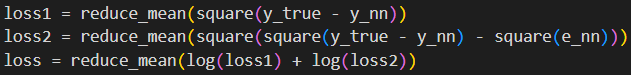 loss1 = reduce_mean(square(y_true - y_nn))
loss2 = reduce_mean(square(square(y_true - y_nn) - square(e_nn)))
loss = reduce_mean(log(loss1) + log(loss2))